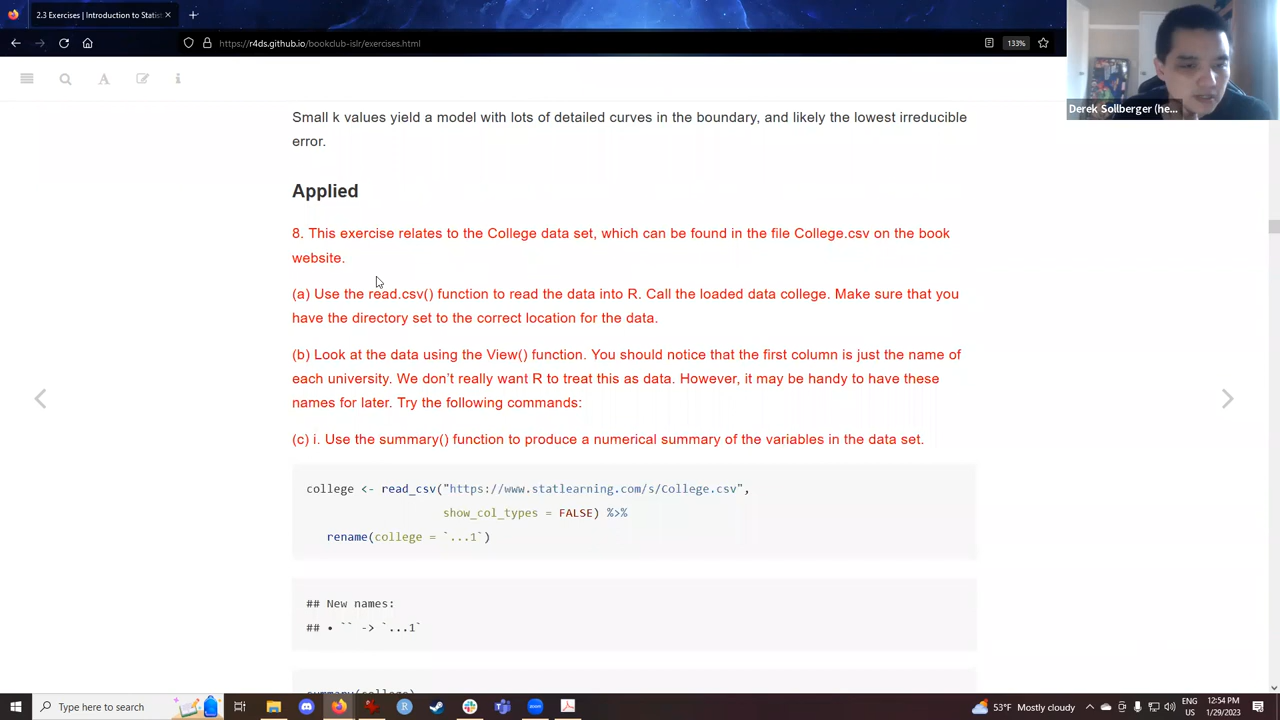 2.3 Exercises | Introduction to Statis
https://r4ds.github.io/bookclub-islr/exercises.html
133%
Derek Sollberger (he...
Small k values yield a model with lots of detailed curves in the boundary, and likely the lowest irreducible
error.
Applied
8. This exercise relates to the College data set, which can be found in the file College.csv on the book
website.
(a) Use the read.csv() function to read the data into R. Call the loaded data college. Make sure that you
have the directory set to the correct location for the data.
(b) Look at the data using the View() function. You should notice that the first column is just the name of
each university. We don't really want R to treat this as data. However, it may be handy to have these
names for later. Try the following commands:
(c) i. Use the summary() function to produce a numerical summary of the variables in the data set.
college <- read_csv("https://www.statlearning.com/s/College.csv",
show_col_types = FALSE) %>%
rename(college = `...1`)
## New names:
## • `` -> `...1`
summary(college)
Type here to search
53°F Mostly cloudy
ENG
US
12:54 PM
1/29/2023